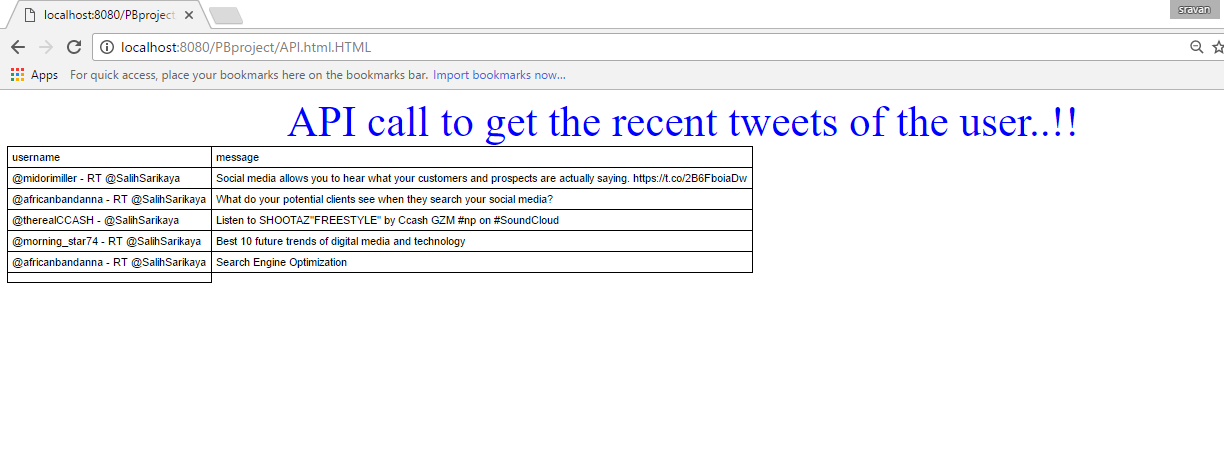 localhost:8080/PBproject
sravan
localhost:8080/PBproject/API.html.HTML
Apps For quick access, place your bookmarks here on the bookmarks bar. Import bookmarks now...
API call to get the recent tweets of the user..!!
username message
@midorimiller - RT @SalihSarikaya Social media allows you to hear what your customers and prospects are actually saying. https://t.co/2B6FboiaDw
@africanbandanna - RT @SalihSarikaya What do your potential clients see when they search your social media?
@therealCCASH - @SalihSarikaya Listen to SHOOTAZ"FREESTYLE" by Ccash GZM #np on #SoundCloud
@morning_star74 - RT @SalihSarikaya Best 10 future trends of digital media and technology
@africanbandanna - RT @SalihSarikaya Search Engine Optimization